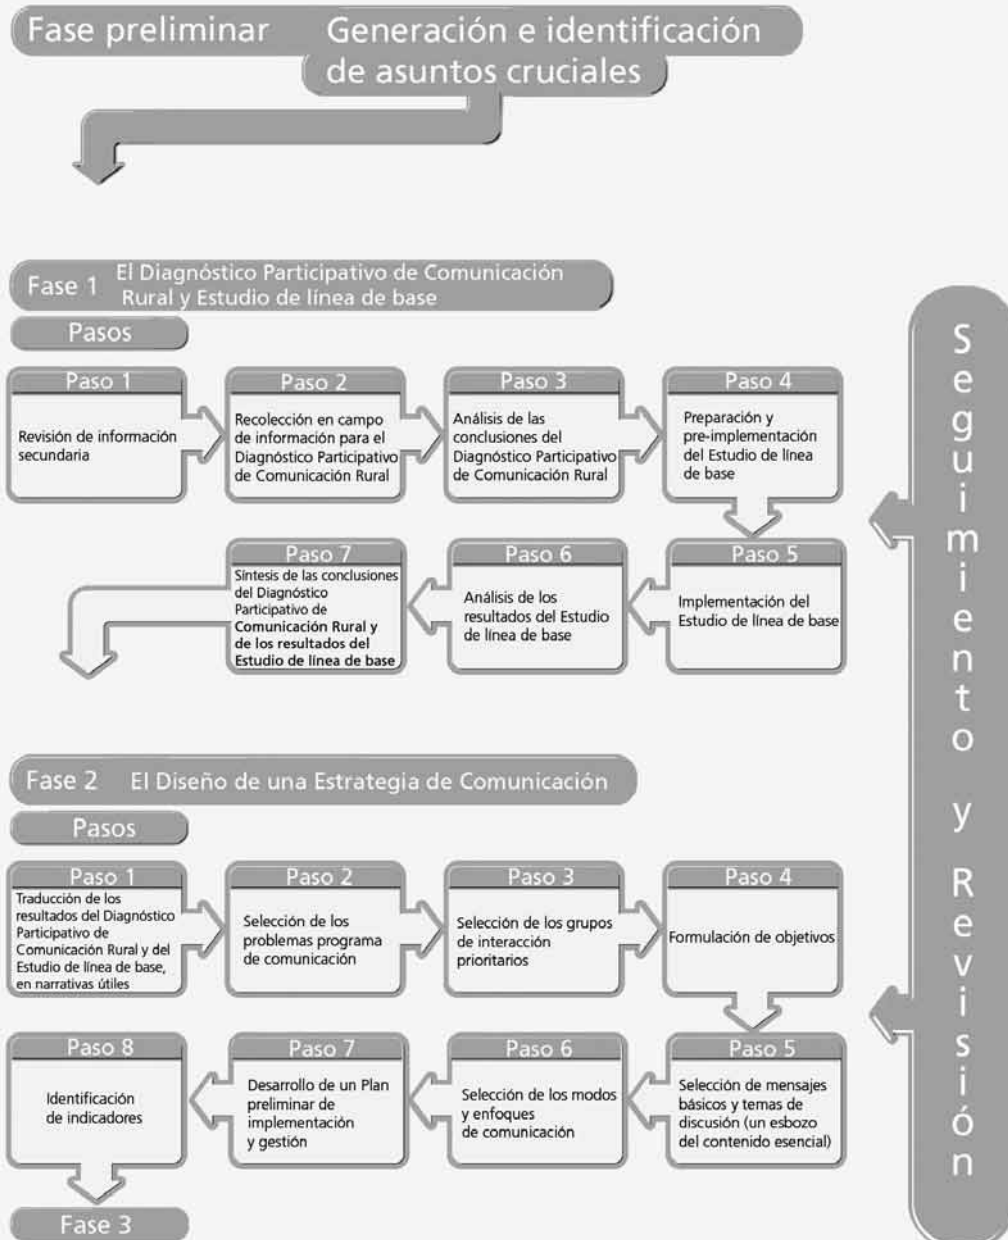 Fase preliminar
Generación e identificación
de asuntos cruciales
Fase 1
El Diagnóstico Participativo de Comunicación
Rural y Estudio de línea de base
Pasos
Paso 1
Revisión de información
secundaria
Paso 2
Recolección en campo
de información para el
Diagnóstico Participativo
de Comunicación Rural
Paso 3
Análisis de las
conclusiones del
Diagnóstico Participativo
de Comunicación Rural
Paso 4
Preparación y
pre-implementación
del Estudio de línea
de base
Paso 5
Implementación del
Estudio de línea de base
Paso 6
Análisis de los
resultados del Estudio
de línea de base
Paso 7
Síntesis de las conclusiones
del Diagnóstico
Participativo de
Comunicación Rural y
de los resultados del
Estudio de línea de base
Fase 2
El Diseño de una Estrategia de Comunicación
Pasos
Paso 1
Traducción de los
resultados del Diagnóstico
Participativo de
Comunicación Rural y del
Estudio de línea de base,
en narrativas útiles
Paso 2
Selección de los
problemas programa
de comunicación
Paso 3
Selección de los grupos
de interacción
prioritarios
Paso 4
Formulación de objetivos
Paso 5
Selección de mensajes
básicos y temas de
discusión (un esbozo
del contenido esencial)
Paso 6
Selección de los modos
y enfoques
de comunicación
Paso 7
Desarrollo de un Plan
preliminar de
implementación
y gestión
Paso 8
Identificación
de indicadores
Fase 3
Seguimiento y Revisión